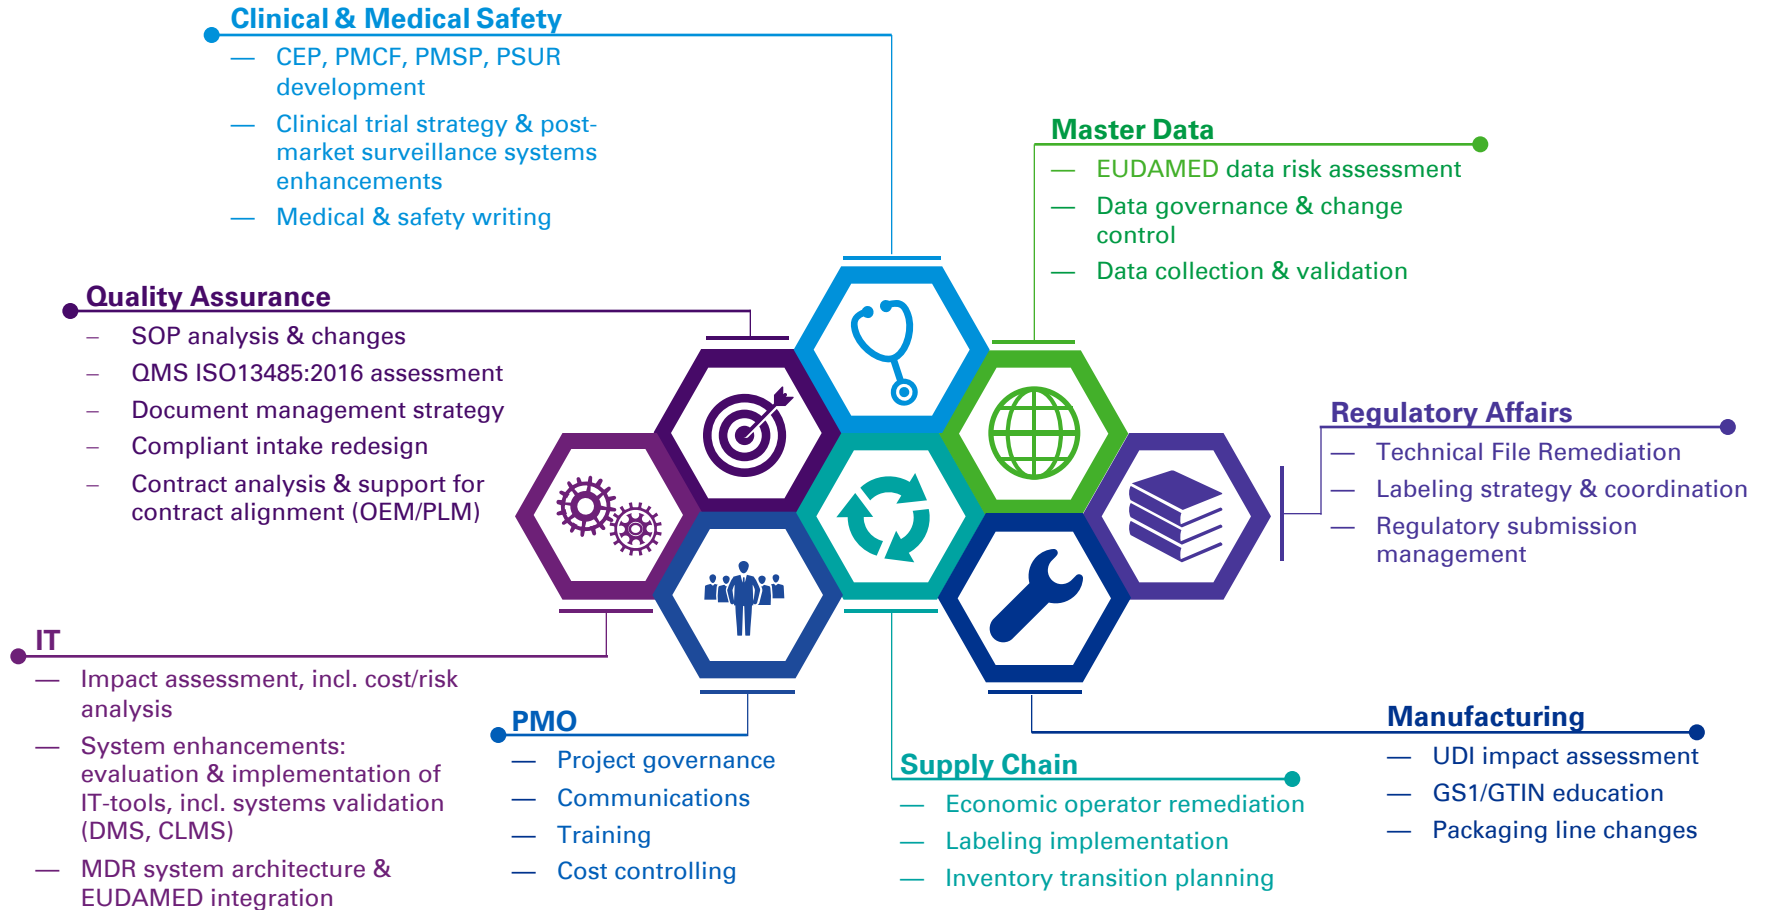 Clinical & Medical Safety
— CEP, PMCF, PMSP, PSUR
development
— Clinical trial strategy & post-
market surveillance systems
enhancements
— Medical & safety writing
Master Data
— EUDAMED data risk assessment
— Data governance & change
control
— Data collection & validation
Quality Assurance
– SOP analysis & changes
– QMS ISO13485:2016 assessment
– Document management strategy
– Compliant intake redesign
– Contract analysis & support for
contract alignment (OEM/PLM)
Regulatory Affairs
— Technical File Remediation
— Labeling strategy & coordination
— Regulatory submission
management
IT
— Impact assessment, incl. cost/risk
analysis
— System enhancements:
evaluation & implementation of
IT-tools, incl. systems validation
(DMS, CLMS)
— MDR system architecture &
EUDAMED integration
PMO
— Project governance
— Communications
— Training
— Cost controlling
Supply Chain
— Economic operator remediation
— Labeling implementation
— Inventory transition planning
Manufacturing
— UDI impact assessment
— GS1/GTIN education
— Packaging line changes